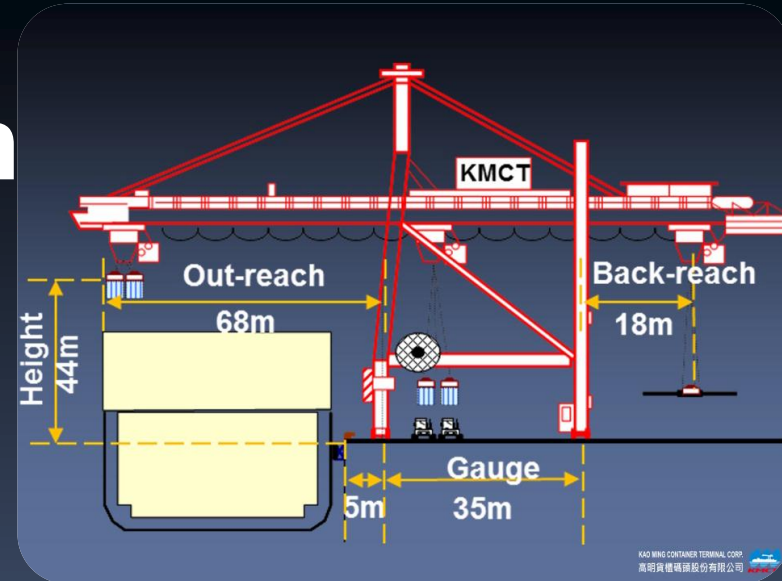 n
KMCT
Out-reach
68m
Back-reach
18m
Height
44m
Gauge
5m
35m
KAO MING CONTAINER TERMINAL CORP.
高明貨櫃碼頭股份有限公司
KMCT